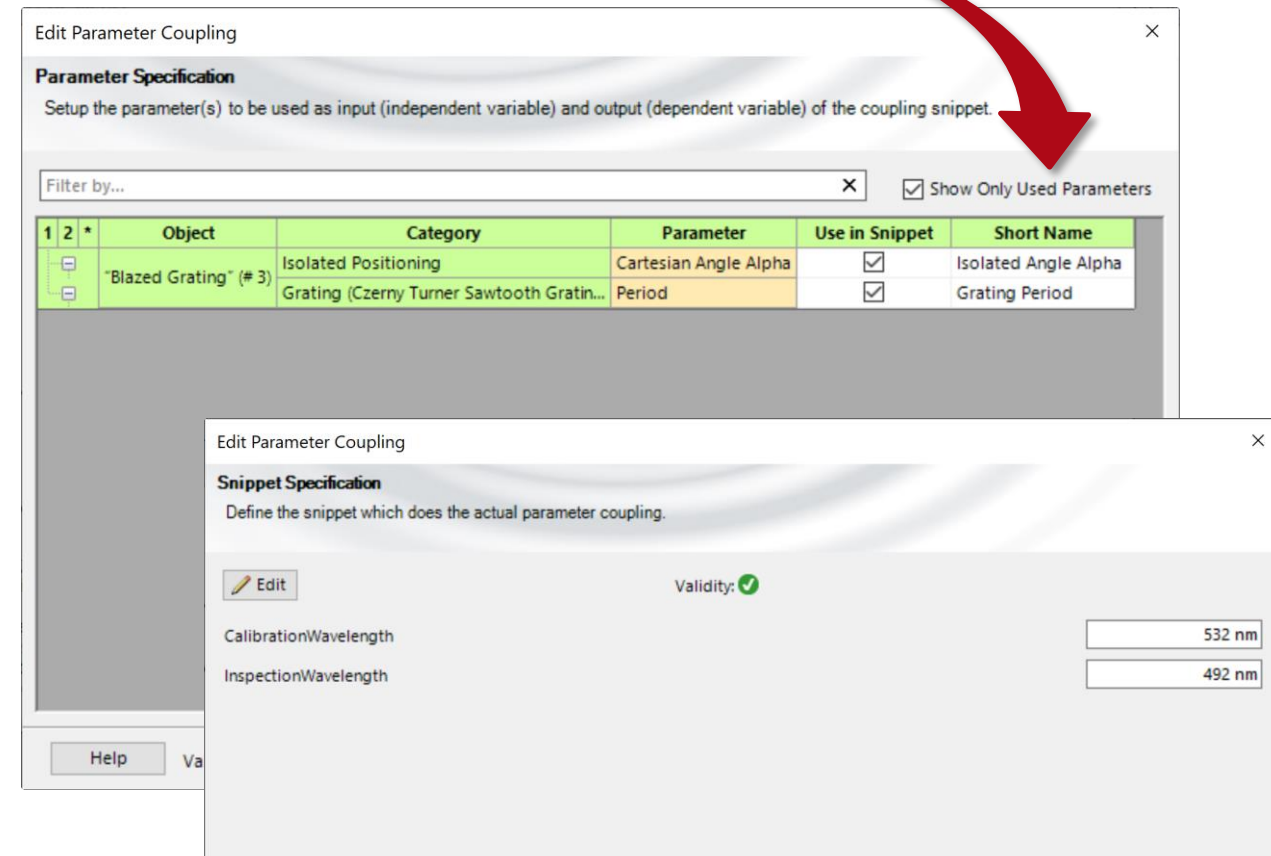 Edit Parameter Coupling
Parameter Specification
Setup the parameter(s) to be used as input (independent variable) and output (dependent variable) of the coupling snippet.
Filter by...
Show Only Used Parameters
1 2 * Object Category Parameter Use in Snippet Short Name
"Blazed Grating" (# 3) Isolated Positioning Cartesian Angle Alpha Isolated Angle Alpha
Grating (Czerny Turner Sawtooth Gratin... Period Grating Period
Edit Parameter Coupling
Snippet Specification
Define the snippet which does the actual parameter coupling.
Edit Validity:
CalibrationWavelength 532 nm
InspectionWavelength 492 nm
Help Va